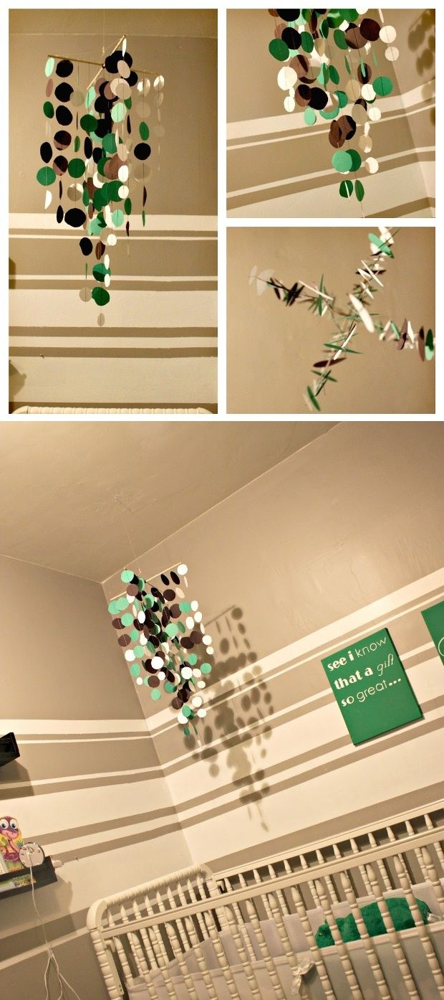 see i know
that a gift
so great...